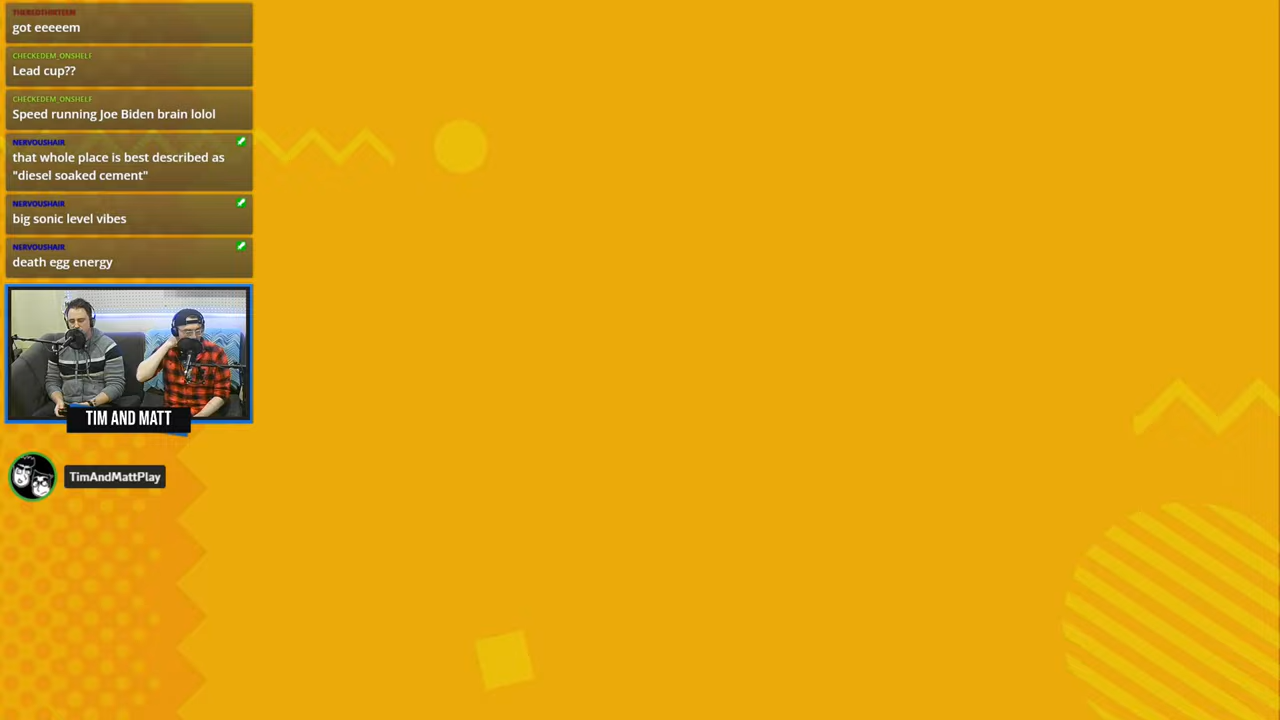 THEREDTHIRTEEN
got eeeeem
CHECKEDEM_ONSHELF
Lead cup??
CHECKEDEM_ONSHELF
Speed running Joe Biden brain lolol
NERVOUSHAIR
that whole place is best described as
"diesel soaked cement"
NERVOUSHAIR
big sonic level vibes
NERVOUSHAIR
death egg energy
TIM AND MATT
TimAndMattPlay